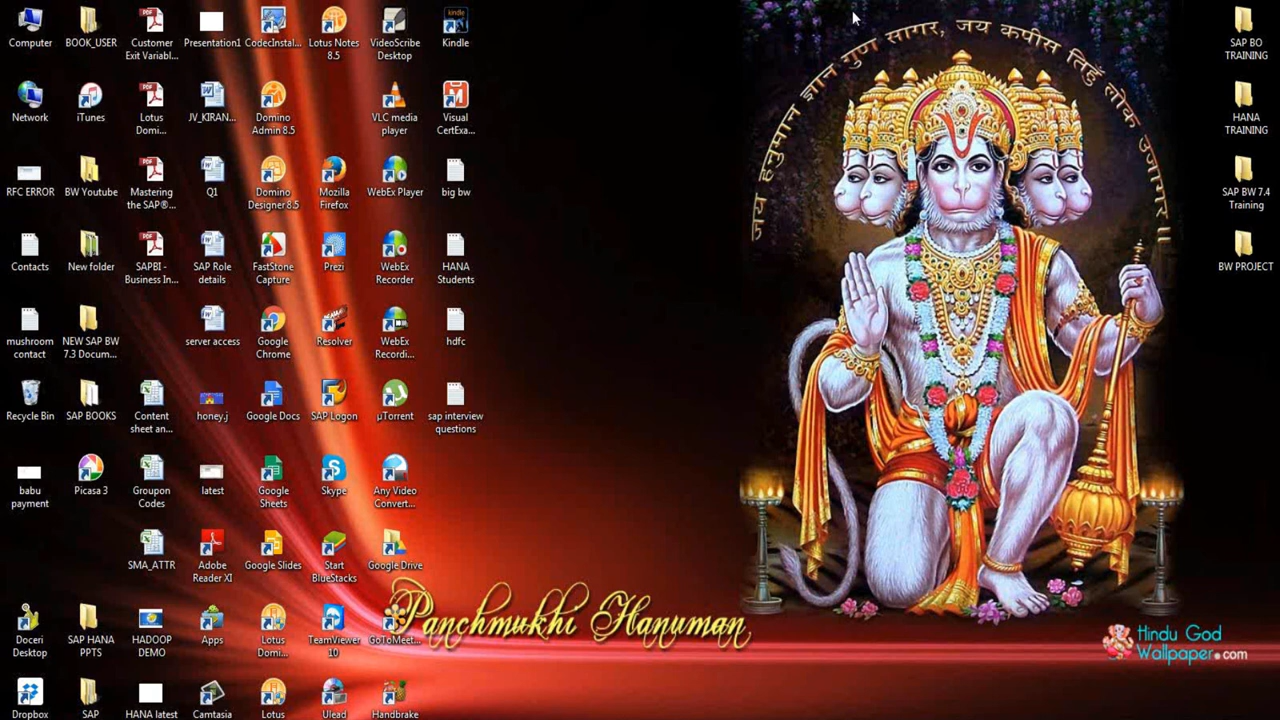 Computer
BOOK_USER
Customer
Exit Variabl...
Presentation1
CodecInstal...
Lotus Notes
8.5
VideoScribe
Desktop
Kindle
Network
iTunes
Lotus
Domi...
JV_KIRAN...
Domino
Admin 8.5
VLC media
player
Visual
CertExa...
RFC ERROR
BW Youtube
Mastering
the SAP®...
Q1
Domino
Designer 8.5
Mozilla
Firefox
WebEx Player
big bw
Contacts
New folder
SAPBI -
Business In...
SAP Role
details
FastStone
Capture
Prezi
WebEx
Recorder
HANA
Students
mushroom
contact
NEW SAP BW
7.3 Docum...
server access
Google
Chrome
Resolver
WebEx
Recordi...
hdfc
Recycle Bin
SAP BOOKS
Content
sheet an...
honey.j
Google Docs
SAP Logon
µTorrent
sap interview
questions
babu
payment
Picasa 3
Groupon
Codes
latest
Google
Sheets
Skype
Any Video
Convert...
SMA_ATTR
Adobe
Reader XI
Google Slides
Start
BlueStacks
Google Drive
Doceri
Desktop
SAP HANA
PPTS
HADOOP
DEMO
Apps
Lotus
Domi...
TeamViewer
10
GoToMeet...
Dropbox
SAP
HANA latest
Camtasia
Lotus
Ulead
Handbrake
जय हनुमान ज्ञान गुण सागर, जय कपीस तिहुँ लोक उजागर ॥
SAP BO
TRAINING
HANA
TRAINING
SAP BW 7.4
Training
BW PROJECT
Panchmukhi Hanuman
Hindu God
Wallpaper.com